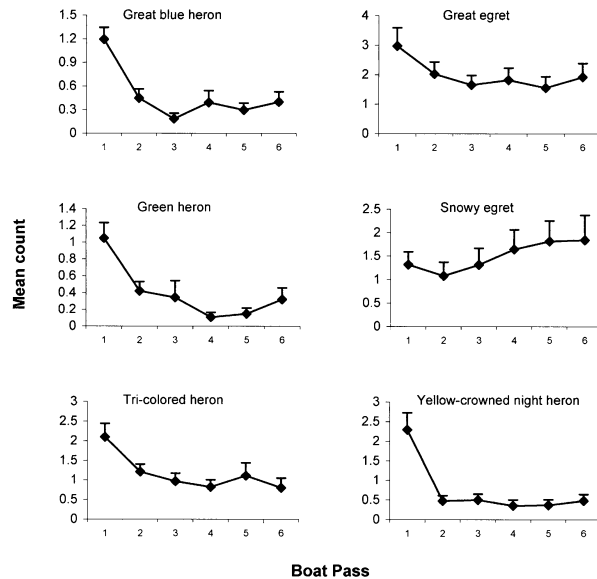 Great blue heron
1.5
1.2
0.9
0.6
0.3
0
1 2 3 4 5 6
Great egret
4
3
2
1
0
1 2 3 4 5 6
Mean count
Green heron
1.4
1.2
1
0.8
0.6
0.4
0.2
0
1 2 3 4 5 6
Snowy egret
2.5
2
1.5
1
0.5
0
1 2 3 4 5 6
Tri-colored heron
3
2.5
2
1.5
1
0.5
0
1 2 3 4 5 6
Yellow-crowned night heron
3
2.5
2
1.5
1
0.5
0
1 2 3 4 5 6
Boat Pass